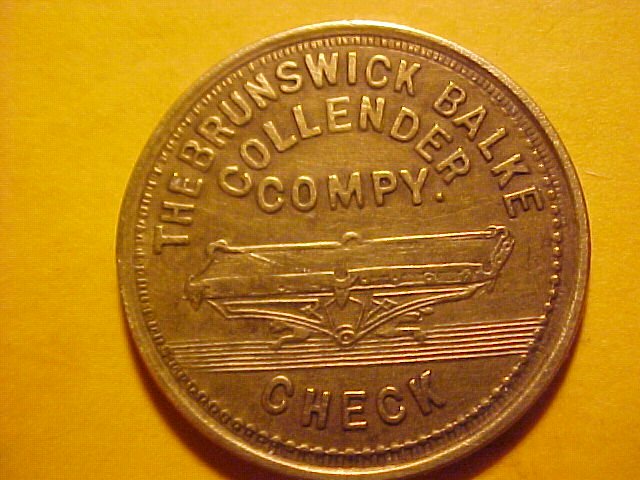 THE BRUNSWICK BALKE
COLLENDER
COMPY.
CHECK